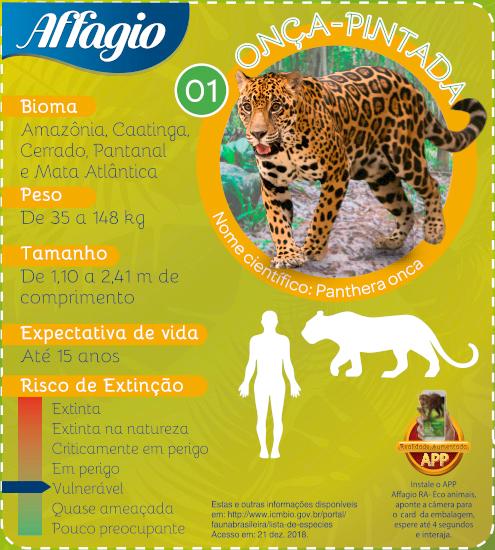 Affagio
ONÇA-PINTADA
01
Bioma
Amazônia, Caatinga,
Cerrado, Pantanal
e Mata Atlântica
Peso
De 35 a 148 kg
Tamanho
De 1,10 a 2,41 m de
comprimento
Expectativa de vida
Até 15 anos
Risco de Extinção
Extinta
Extinta na natureza
Criticamente em perigo
Em perigo
Vulnerável
Quase ameaçada
Pouco preocupante
Nome científico: Panthera onca
Estas e outras informações disponíveis
em: http://www.icmbio.gov.br/portal/
faunabrasileira/lista-de-especies
Acesso em: 21 dez. 2018.
Realidade Aumentada
APP
Instale o APP
Affagio RA- Eco animais,
aponte a câmera para
o card da embalagem,
espere até 4 segundos
e interaja.